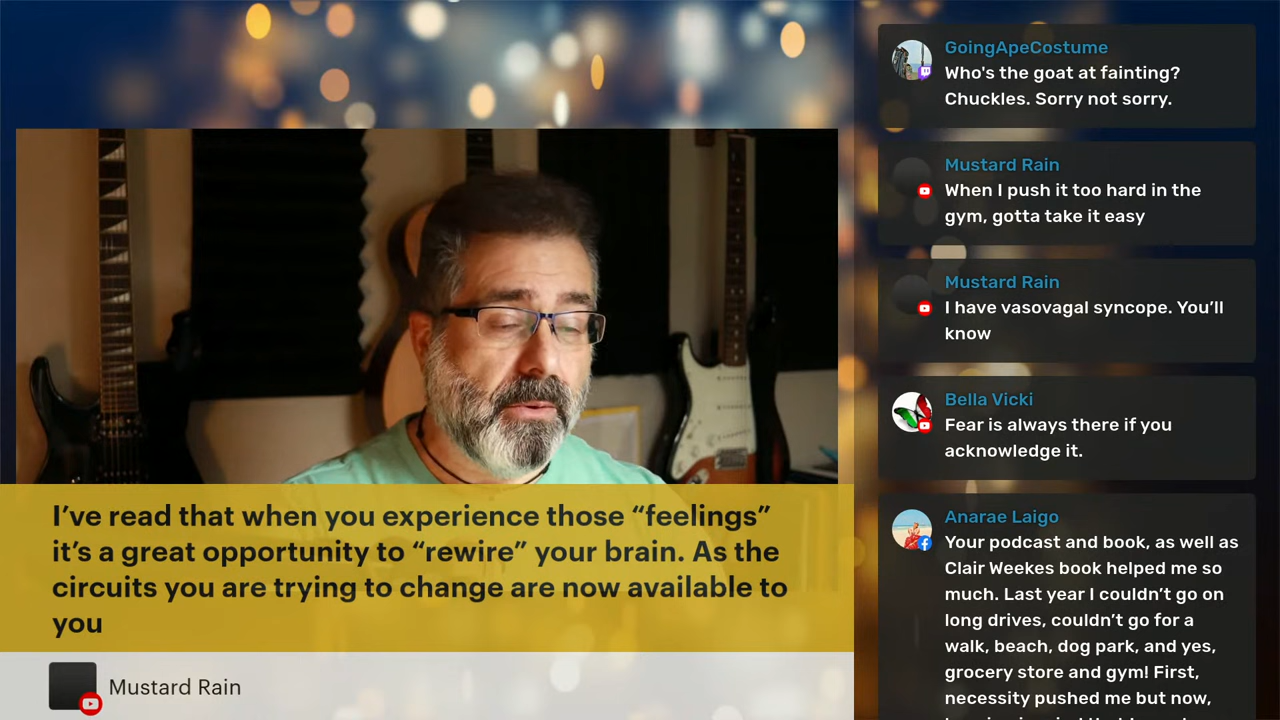 I’ve read that when you experience those “feelings”
it’s a great opportunity to “rewire” your brain. As the
circuits you are trying to change are now available to
you
Mustard Rain
GoingApeCostume
Who's the goat at fainting?
Chuckles. Sorry not sorry.
Mustard Rain
When I push it too hard in the
gym, gotta take it easy
Mustard Rain
I have vasovagal syncope. You’ll
know
Bella Vicki
Fear is always there if you
acknowledge it.
Anarae Laigo
Your podcast and book, as well as
Clair Weekes book helped me so
much. Last year I couldn’t go on
long drives, couldn’t go for a
walk, beach, dog park, and yes,
grocery store and gym! First,
necessity pushed me but now,